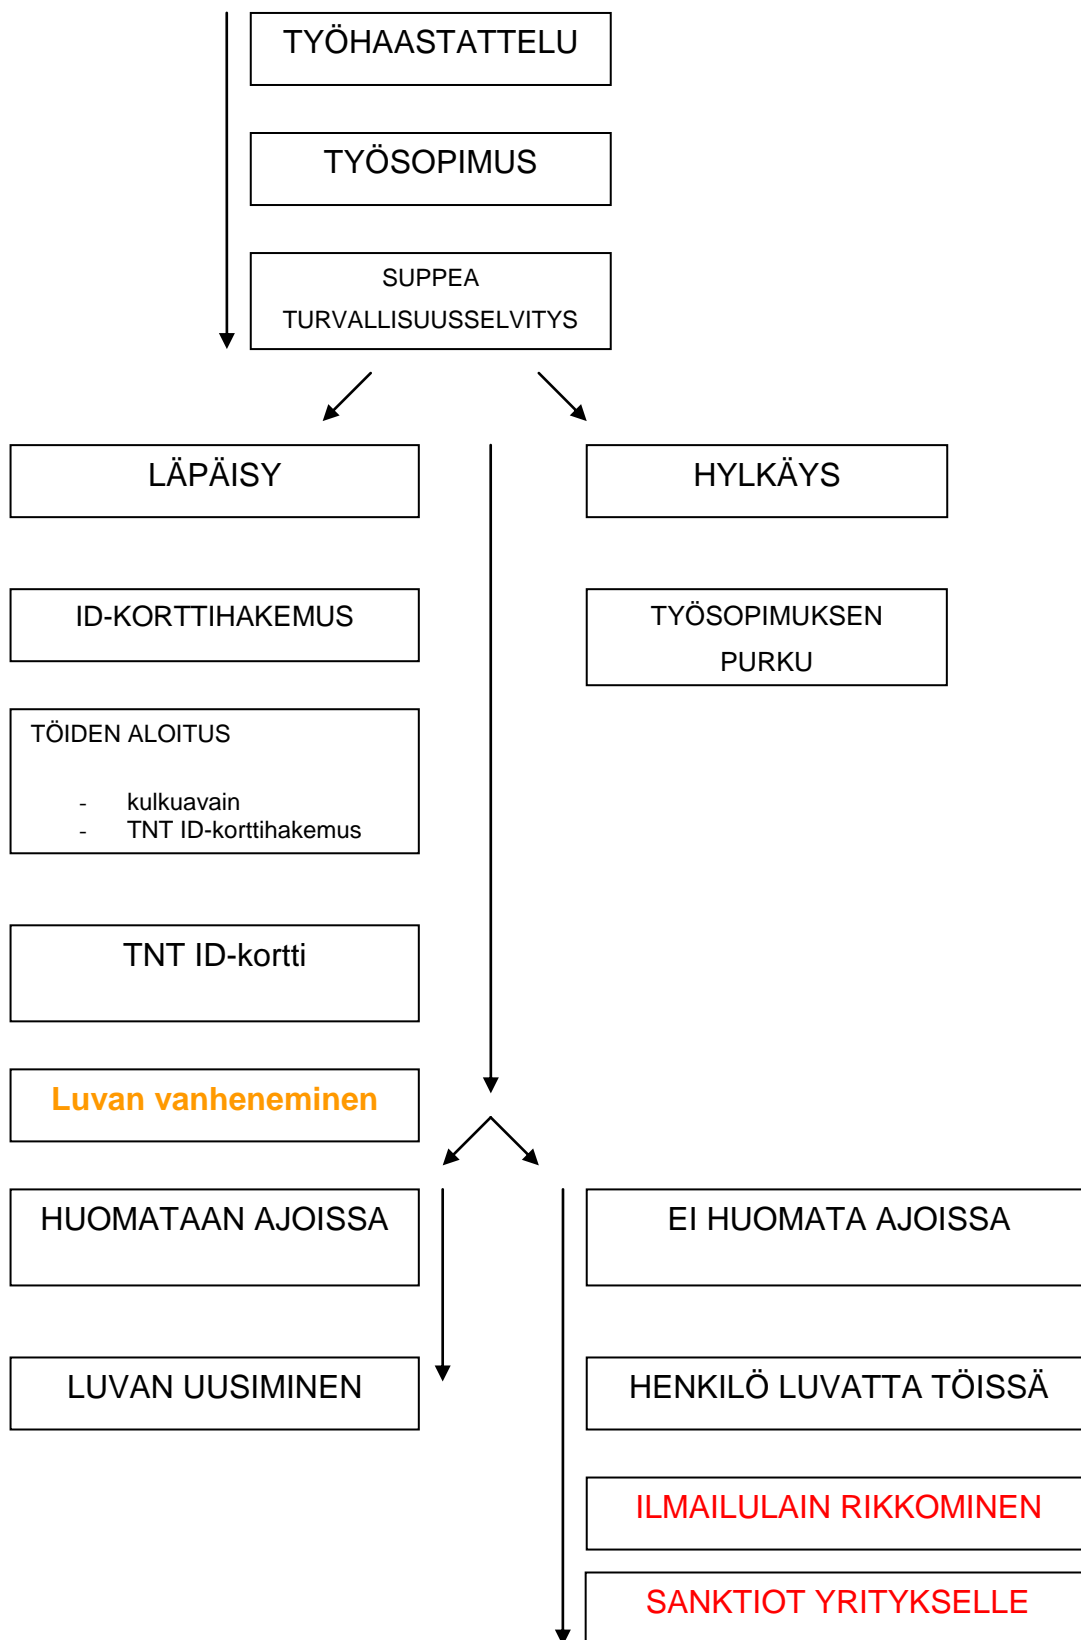 TYÖHAASTATTELU
TYÖSOPIMUS
SUPPEA
TURVALLISUUSSELVITYS
LÄPÄISY
HYLKÄYS
ID-KORTTIHAKEMUS
TYÖSOPIMUKSEN
PURKU
TÖIDEN ALOITUS
- kulkuavain
- TNT ID-korttihakemus
TNT ID-kortti
Luvan vanheneminen
HUOMATAAN AJOISSA
EI HUOMATA AJOISSA
LUVAN UUSIMINEN
HENKILÖ LUVATTA TÖISSÄ
ILMAILULAIN RIKKOMINEN
SANKTIOT YRITYKSELLE